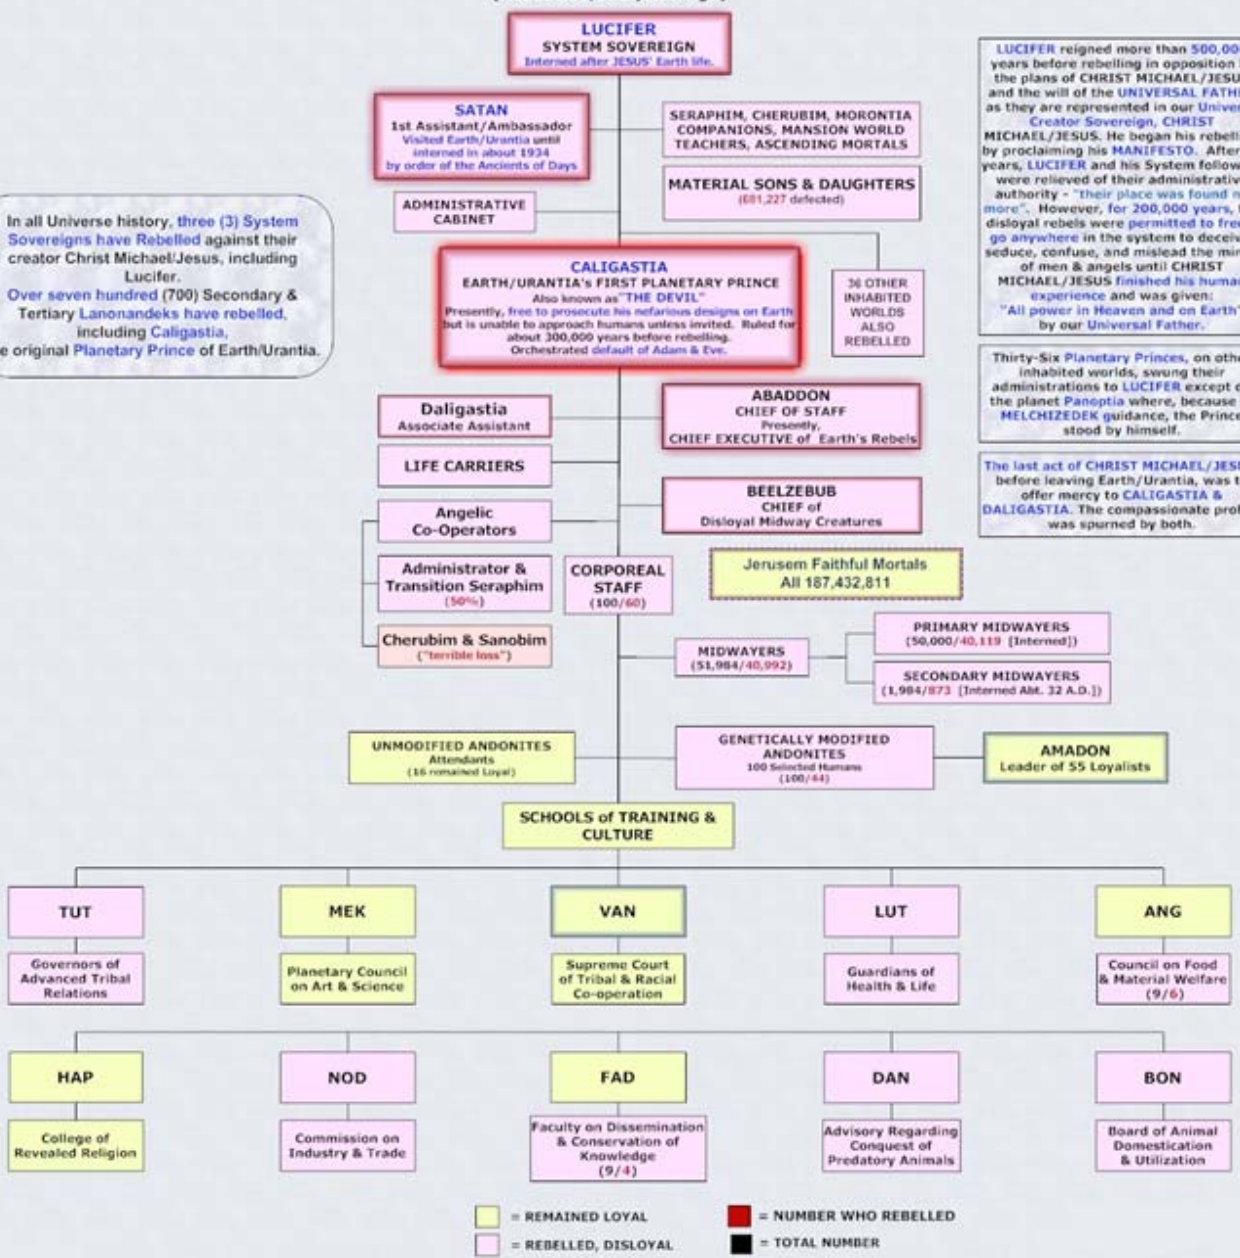 LUCIFER
SYSTEM SOVEREIGN
Interned after JESUS' Earth life.
SATAN
1st Assistant/Ambassador
Visited Earth/Urantia until
interned in about 1934
by order of the Ancients of Days
SERAPHIM, CHERUBIM, MORONTIA
COMPANIONS, MANSION WORLD
TEACHERS, ASCENDING MORTALS
MATERIAL SONS & DAUGHTERS
(681,227 defected)
ADMINISTRATIVE
CABINET
In all Universe history, three (3) System
Sovereigns have Rebelled against their
creator Christ Michael/Jesus, including
Lucifer.
Over seven hundred (700) Secondary &
Tertiary Lanonandeks have rebelled,
including Caligastia,
original Planetary Prince of Earth/Urantia.
CALIGASTIA
EARTH/URANTIA's FIRST PLANETARY PRINCE
Also known as "THE DEVIL"
Presently, free to prosecute his nefarious designs on Earth
but is unable to approach humans unless invited. Ruled for
about 300,000 years before rebelling.
Orchestrated default of Adam & Eve.
36 OTHER
INHABITED
WORLDS
ALSO
REBELLED
LUCIFER reigned more than 500,00
years before rebelling in opposition
the plans of CHRIST MICHAEL/JESU
and the will of the UNIVERSAL FATH
as they are represented in our Univer
Creator Sovereign, CHRIST
MICHAEL/JESUS. He began his rebelli
by proclaiming his MANIFESTO. After
years, LUCIFER and his System follow
were relieved of their administrativ
authority - "their place was found n
more". However, for 200,000 years,
disloyal rebels were permitted to free
go anywhere in the system to deceiv
seduce, confuse, and mislead the min
of men & angels until CHRIST
MICHAEL/JESUS finished his human
experience and was given:
"All power in Heaven and on Earth"
by our Universal Father.
Thirty-Six Planetary Princes, on othe
inhabited worlds, swung their
administrations to LUCIFER except o
the planet Panoptia where, because
MELCHIZEDEK guidance, the Prince
stood by himself.
The last act of CHRIST MICHAEL/JESU
before leaving Earth/Urantia, was t
offer mercy to CALIGASTIA &
DALIGASTIA. The compassionate prof
was spurned by both.
Daligastia
Associate Assistant
ABADDON
CHIEF OF STAFF
Presently,
CHIEF EXECUTIVE of Earth's Rebels
LIFE CARRIERS
BEELZEBUB
CHIEF of
Disloyal Midway Creatures
Angelic
Co-Operators
Administrator &
Transition Seraphim
(50%)
CORPOREAL
STAFF
(100/60)
Jerusem Faithful Mortals
All 187,432,811
Cherubim & Sanobim
("terrible loss")
MIDWAYERS
(51,984/40,992)
PRIMARY MIDWAYERS
(50,000/40,119 [Interned])
SECONDARY MIDWAYERS
(1,984/873 [Interned Abt. 32 A.D.])
UNMODIFIED ANDONITES
Attendants
(16 remained Loyal)
GENETICALLY MODIFIED
ANDONITES
100 Selected Humans
(100/44)
AMADON
Leader of 55 Loyalists
SCHOOLS of TRAINING &
CULTURE
TUT
MEK
VAN
LUT
ANG
Governors of
Advanced Tribal
Relations
Planetary Council
on Art & Science
Supreme Court
of Tribal & Racial
Co-operation
Guardians of
Health & Life
Council on Food
& Material Welfare
(9/6)
HAP
NOD
FAD
DAN
BON
College of
Revealed Religion
Commission on
Industry & Trade
Faculty on Dissemination
& Conservation of
Knowledge
(9/4)
Advisory Regarding
Conquest of
Predatory Animals
Board of Animal
Domestication
& Utilization
= REMAINED LOYAL
= NUMBER WHO REBELLED
= REBELLED, DISLOYAL
= TOTAL NUMBER